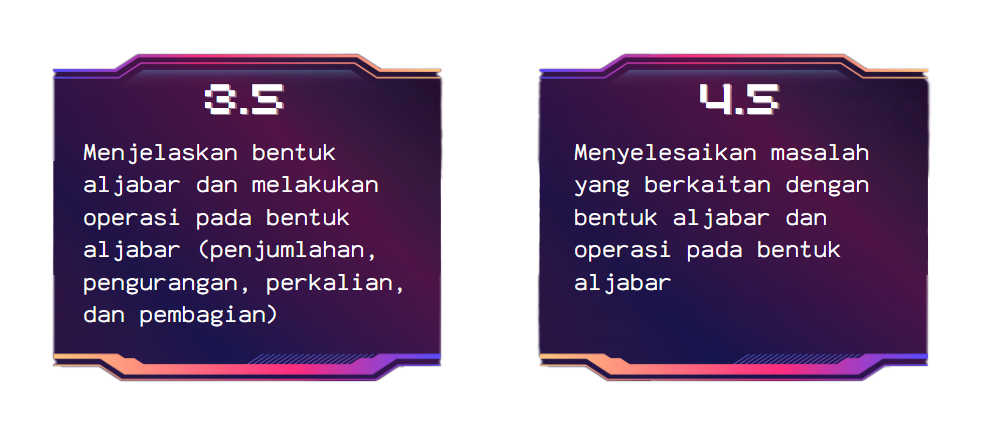 3.5
Menjelaskan bentuk
aljabar dan melakukan
operasi pada bentuk
aljabar (penjumlahan,
pengurangan, perkalian,
dan pembagian)
4.5
Menyelesaikan masalah
yang berkaitan dengan
bentuk aljabar dan
operasi pada bentuk
aljabar